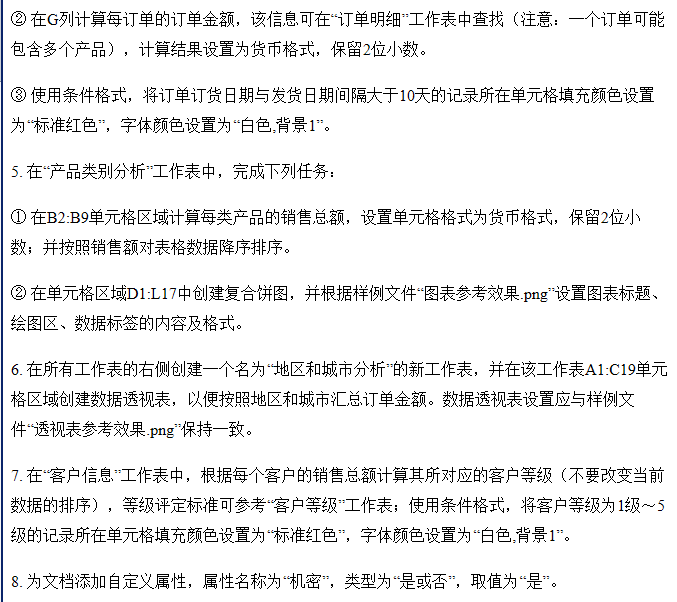 ② 在G列计算每订单的订单金额，该信息可在“订单明细”工作表中查找（注意：一个订单可能
包含多个产品），计算结果设置为货币格式，保留2位小数。
③ 使用条件格式，将订单订货日期与发货日期间隔大于10天的记录所在单元格填充颜色设置
为“标准红色”，字体颜色设置为“白色,背景1”。
5. 在“产品类别分析”工作表中，完成下列任务：
① 在B2:B9单元格区域计算每类产品的销售总额，设置单元格格式为货币格式，保留2位小
数；并按照销售额对表格数据降序排序。
② 在单元格区域D1:L17中创建复合饼图，并根据样例文件“图表参考效果.png”设置图表标题、
绘图区、数据标签的内容及格式。
6. 在所有工作表的右侧创建一个名为“地区和城市分析”的新工作表，并在该工作表A1:C19单元
格区域创建数据透视表，以便按照地区和城市汇总订单金额。数据透视表设置应与样例文
件“透视表参考效果.png”保持一致。
7. 在“客户信息”工作表中，根据每个客户的销售总额计算其所对应的客户等级（不要改变当前
数据的排序），等级评定标准可参考“客户等级”工作表；使用条件格式，将客户等级为1级～5
级的记录所在单元格填充颜色设置为“标准红色”，字体颜色设置为“白色,背景1”。
8. 为文档添加自定义属性，属性名称为“机密”，类型为“是或否”，取值为“是”。